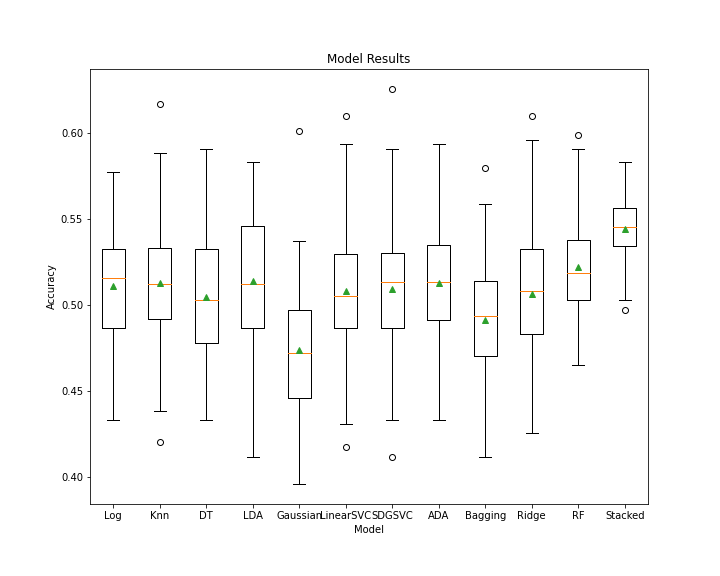 Model Results
Accuracy
0.60
0.55
0.50
0.45
0.40
Log Knn DT LDA Gaussian LinearSVC SDGSVC ADA Bagging Ridge RF Stacked
Model